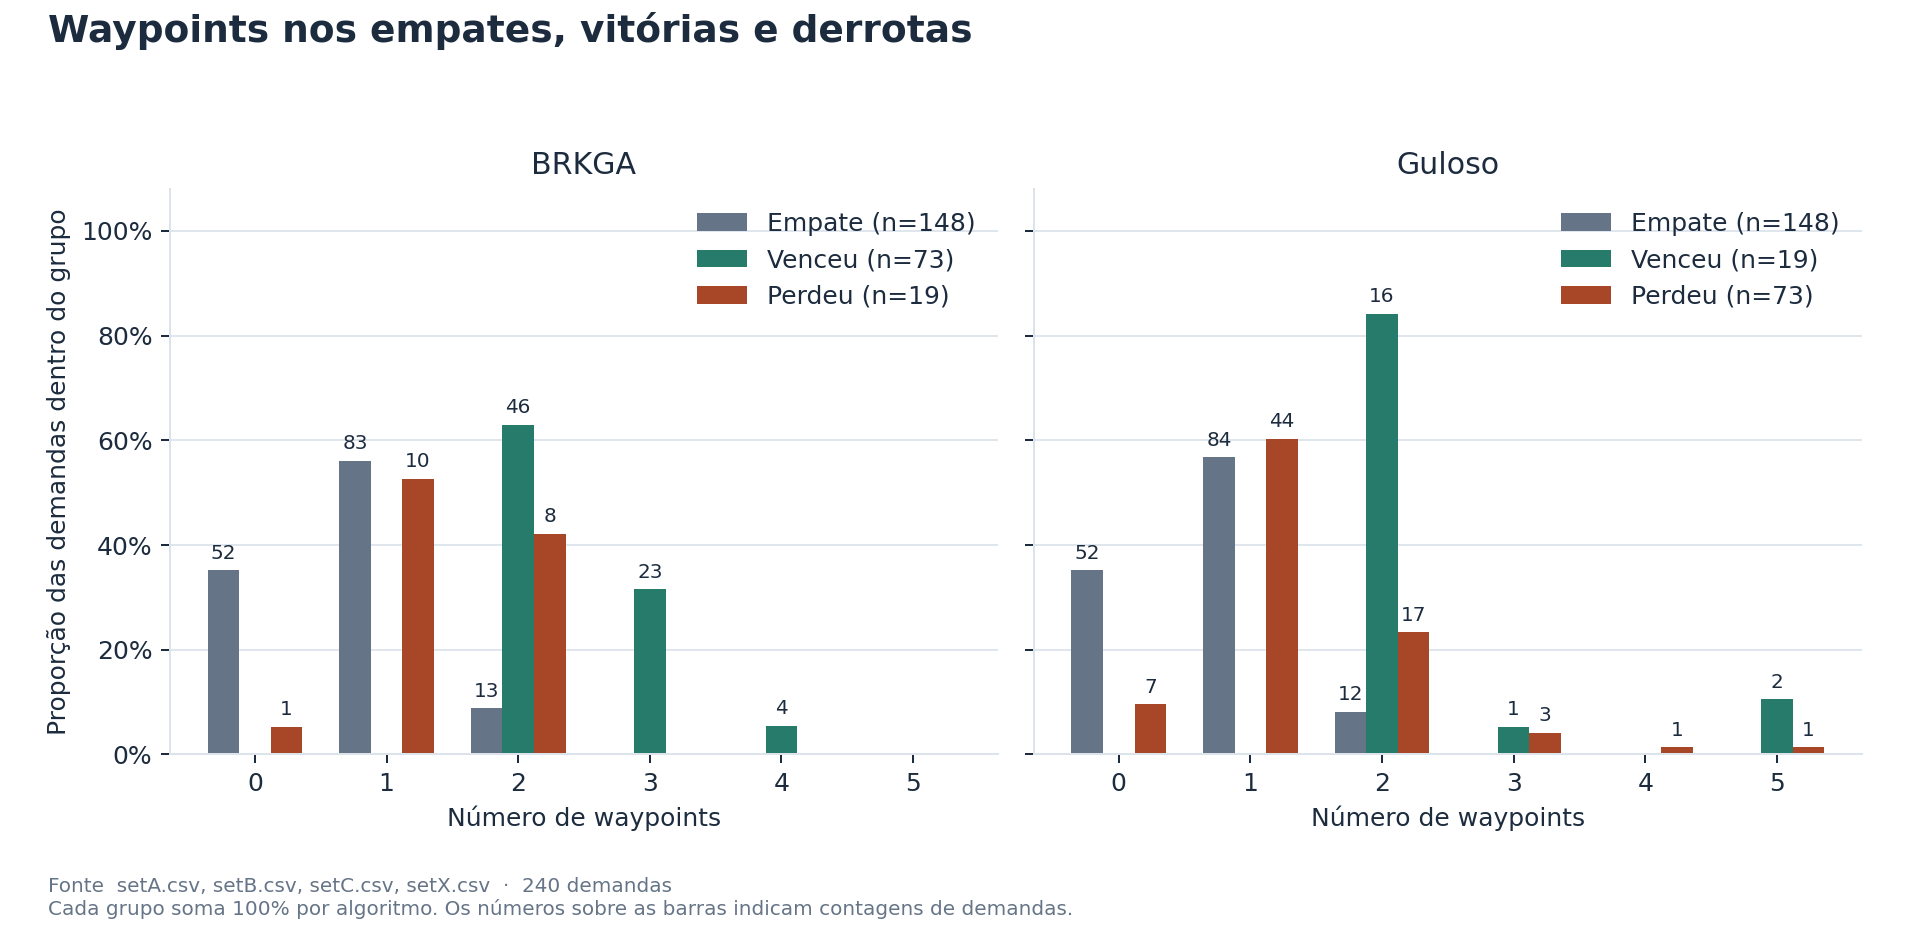 Waypoints nos empates, vitórias e derrotas
BRKGA
Guloso
Proporção das demandas dentro do grupo
100%
80%
60%
40%
20%
0%
Empate (n=148)
Venceu (n=73)
Perdeu (n=19)
52
1
83
10
13
46
8
23
4
0
1
2
3
4
5
Número de waypoints
Empate (n=148)
Venceu (n=19)
Perdeu (n=73)
52
7
84
44
12
16
17
1
3
1
2
1
0
1
2
3
4
5
Número de waypoints
Fonte  setA.csv, setB.csv, setC.csv, setX.csv  ·  240 demandas
Cada grupo soma 100% por algoritmo. Os números sobre as barras indicam contagens de demandas.